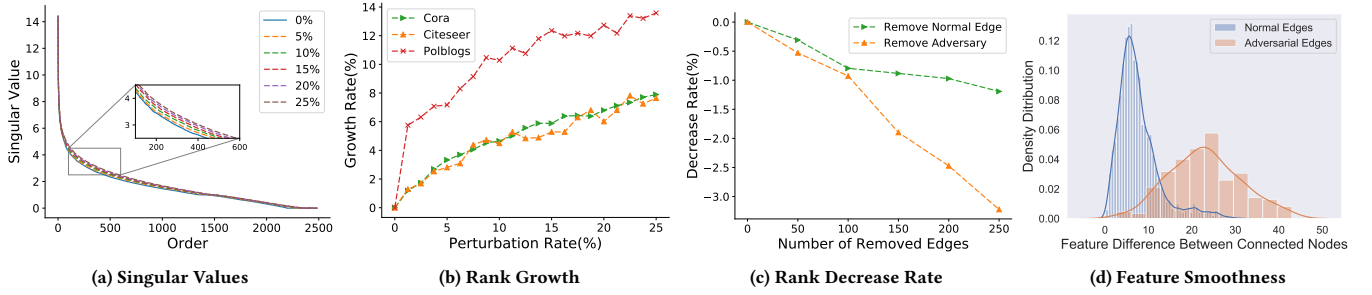 14
12
10
8
6
4
2
0
Singular Value
0 500 1000 1500 2000 2500
Order
0%
5%
10%
15%
20%
25%
4
3
200 400 600
(a) Singular Values
14
12
10
8
6
4
2
0
Growth Rate(%)
0 5 10 15 20 25
Perturbation Rate(%)
Cora
Citeseer
Polblogs
(b) Rank Growth
0.0
−0.5
−1.0
−1.5
−2.0
−2.5
−3.0
Decrease Rate(%)
0 50 100 150 200 250
Number of Removed Edges
Remove Normal Edge
Remove Adversary
(c) Rank Decrease Rate
0.12
0.10
0.08
0.06
0.04
0.02
0.00
Density Ditribution
0 10 20 30 40 50
Feature Difference Between Connected Nodes
Normal Edges
Adversarial Edges
(d) Feature Smoothness